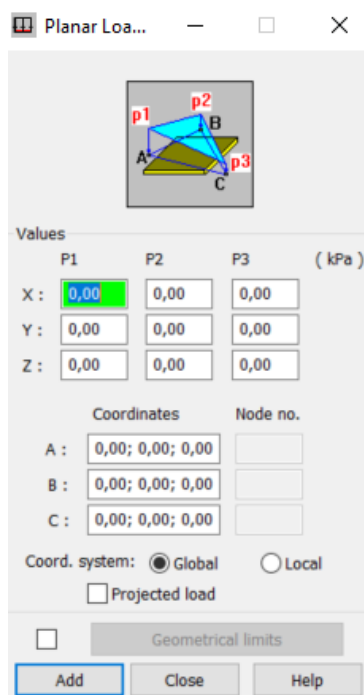 Planar Loa...
p1
p2
B
A
p3
C
Values
P1 P2 P3 ( kPa )
X : 0,00 0,00 0,00
Y : 0,00 0,00 0,00
Z : 0,00 0,00 0,00
Coordinates Node no.
A : 0,00; 0,00; 0,00
B : 0,00; 0,00; 0,00
C : 0,00; 0,00; 0,00
Coord. system: Global Local
Projected load
Geometrical limits
Add Close Help